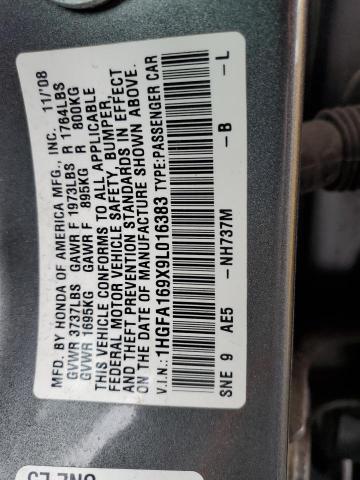 MFD. BY HONDA OF AMERICA MFG., INC. 11/'08
GVWR 3737LBS GAWR F 1973LBS R 1764LBS
GVWR 1695KG GAWR F 895KG R 800KG
THIS VEHICLE CONFORMS TO ALL APPLICABLE
FEDERAL MOTOR VEHICLE SAFETY, BUMPER,
AND THEFT PREVENTION STANDARDS IN EFFECT
ON THE DATE OF MANUFACTURE SHOWN ABOVE.
V.I.N.: 1HGFA169X9L016383 TYPE:PASSENGER CAR
SNE 9 AE5 -NH737M -B -L